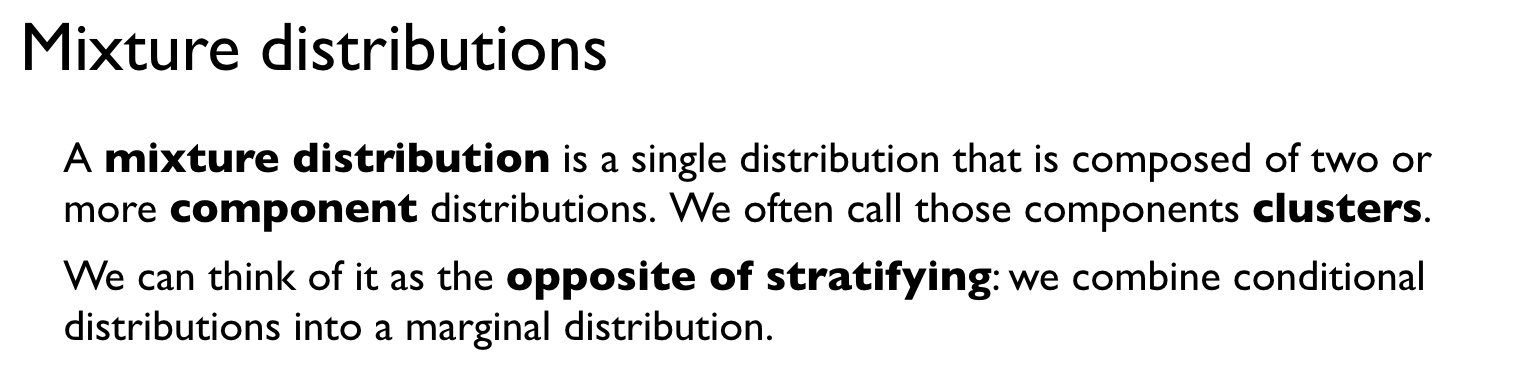 Mixture distributions
A mixture distribution is a single distribution that is composed of two or
more component distributions. We often call those components clusters.
We can think of it as the opposite of stratifying: we combine conditional
distributions into a marginal distribution.